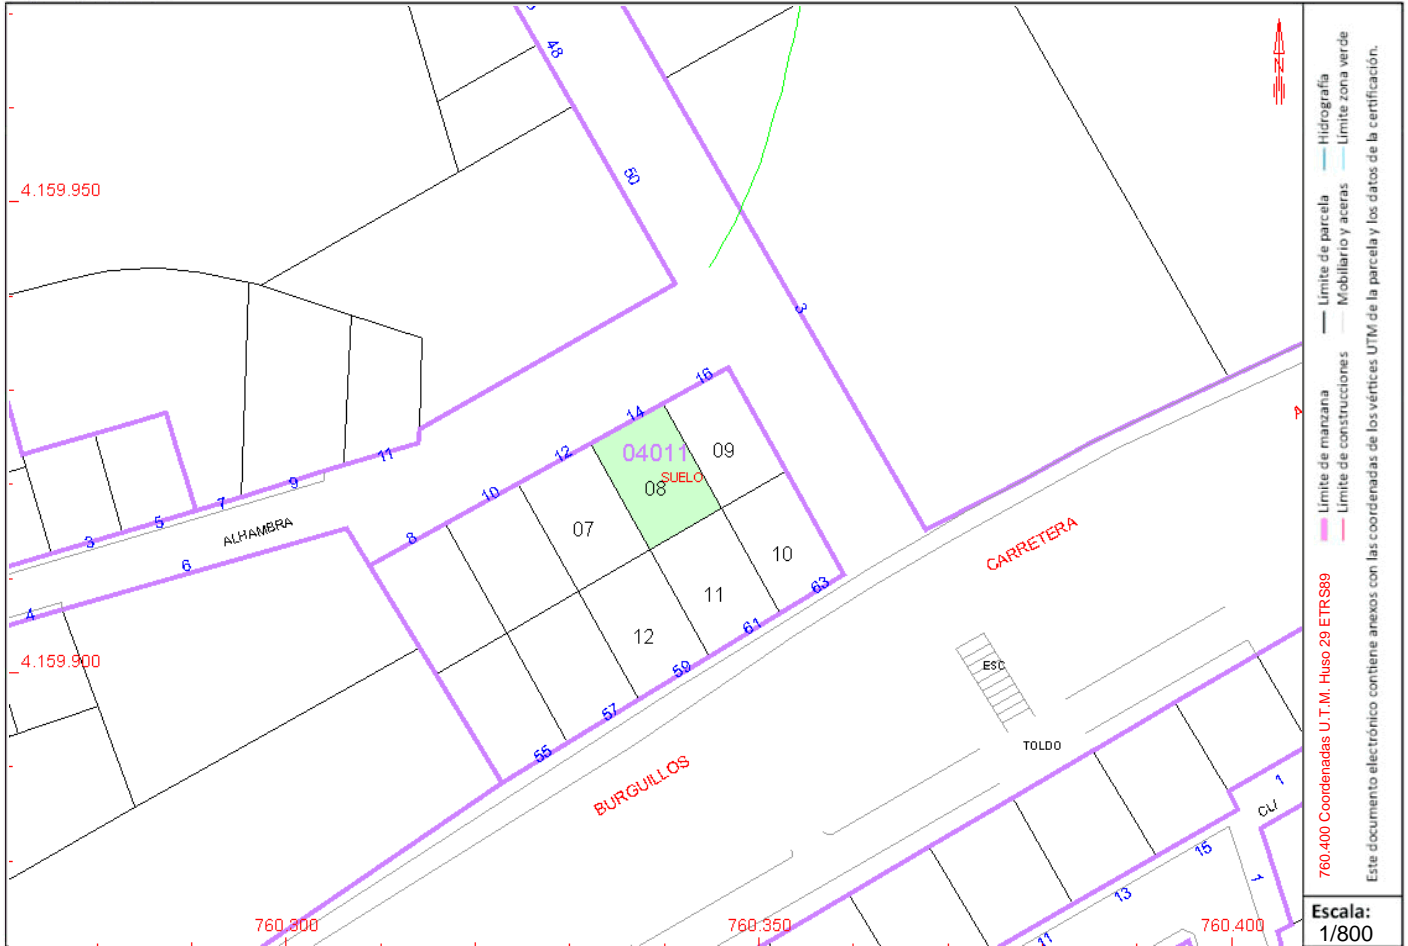 48
50
3
4.159.950
16
14
12
10
8
04011
SUELO
08
09
07
10
11
12
11
9
7
5
3
ALHAMBRA
6
4
4.159.900
63
61
59
57
55
CARRETERA
BURGUILLOS
ESC
TOLDO
1
CL/
15
13
11
1
760.300
760.350
760.400
A
N
760.400 Coordenadas U.T.M. Huso 29 ETRS89
Límite de manzana
Límite de parcela
Hidrografía
Límite de construcciones
Mobiliario y aceras
Límite zona verde
Este documento electrónico contiene anexos con las coordenadas de los vértices UTM de la parcela y los datos de la certificación.
Escala:
1/800